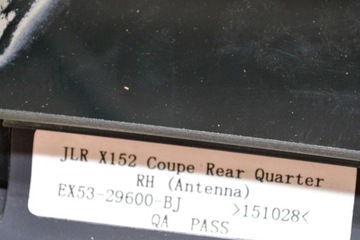 JLR X152 Coupe Rear Quarter
RH (Antenna)
EX53-29600-BJ >151028<
QA PASS